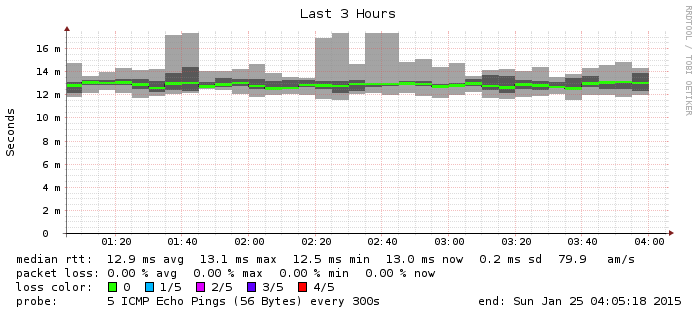 Last 3 Hours
RRDTOOL / TOBI OETIKER
Seconds
16 m
14 m
12 m
10 m
8 m
6 m
4 m
2 m
0
01:20 01:40 02:00 02:20 02:40 03:00 03:20 03:40 04:00
median rtt: 12.9 ms avg 13.1 ms max 12.5 ms min 13.0 ms now 0.2 ms sd 79.9 am/s
packet loss: 0.00 % avg 0.00 % max 0.00 % min 0.00 % now
loss color: 0 1/5 2/5 3/5 4/5
probe: 5 ICMP Echo Pings (56 Bytes) every 300s end: Sun Jan 25 04:05:18 2015